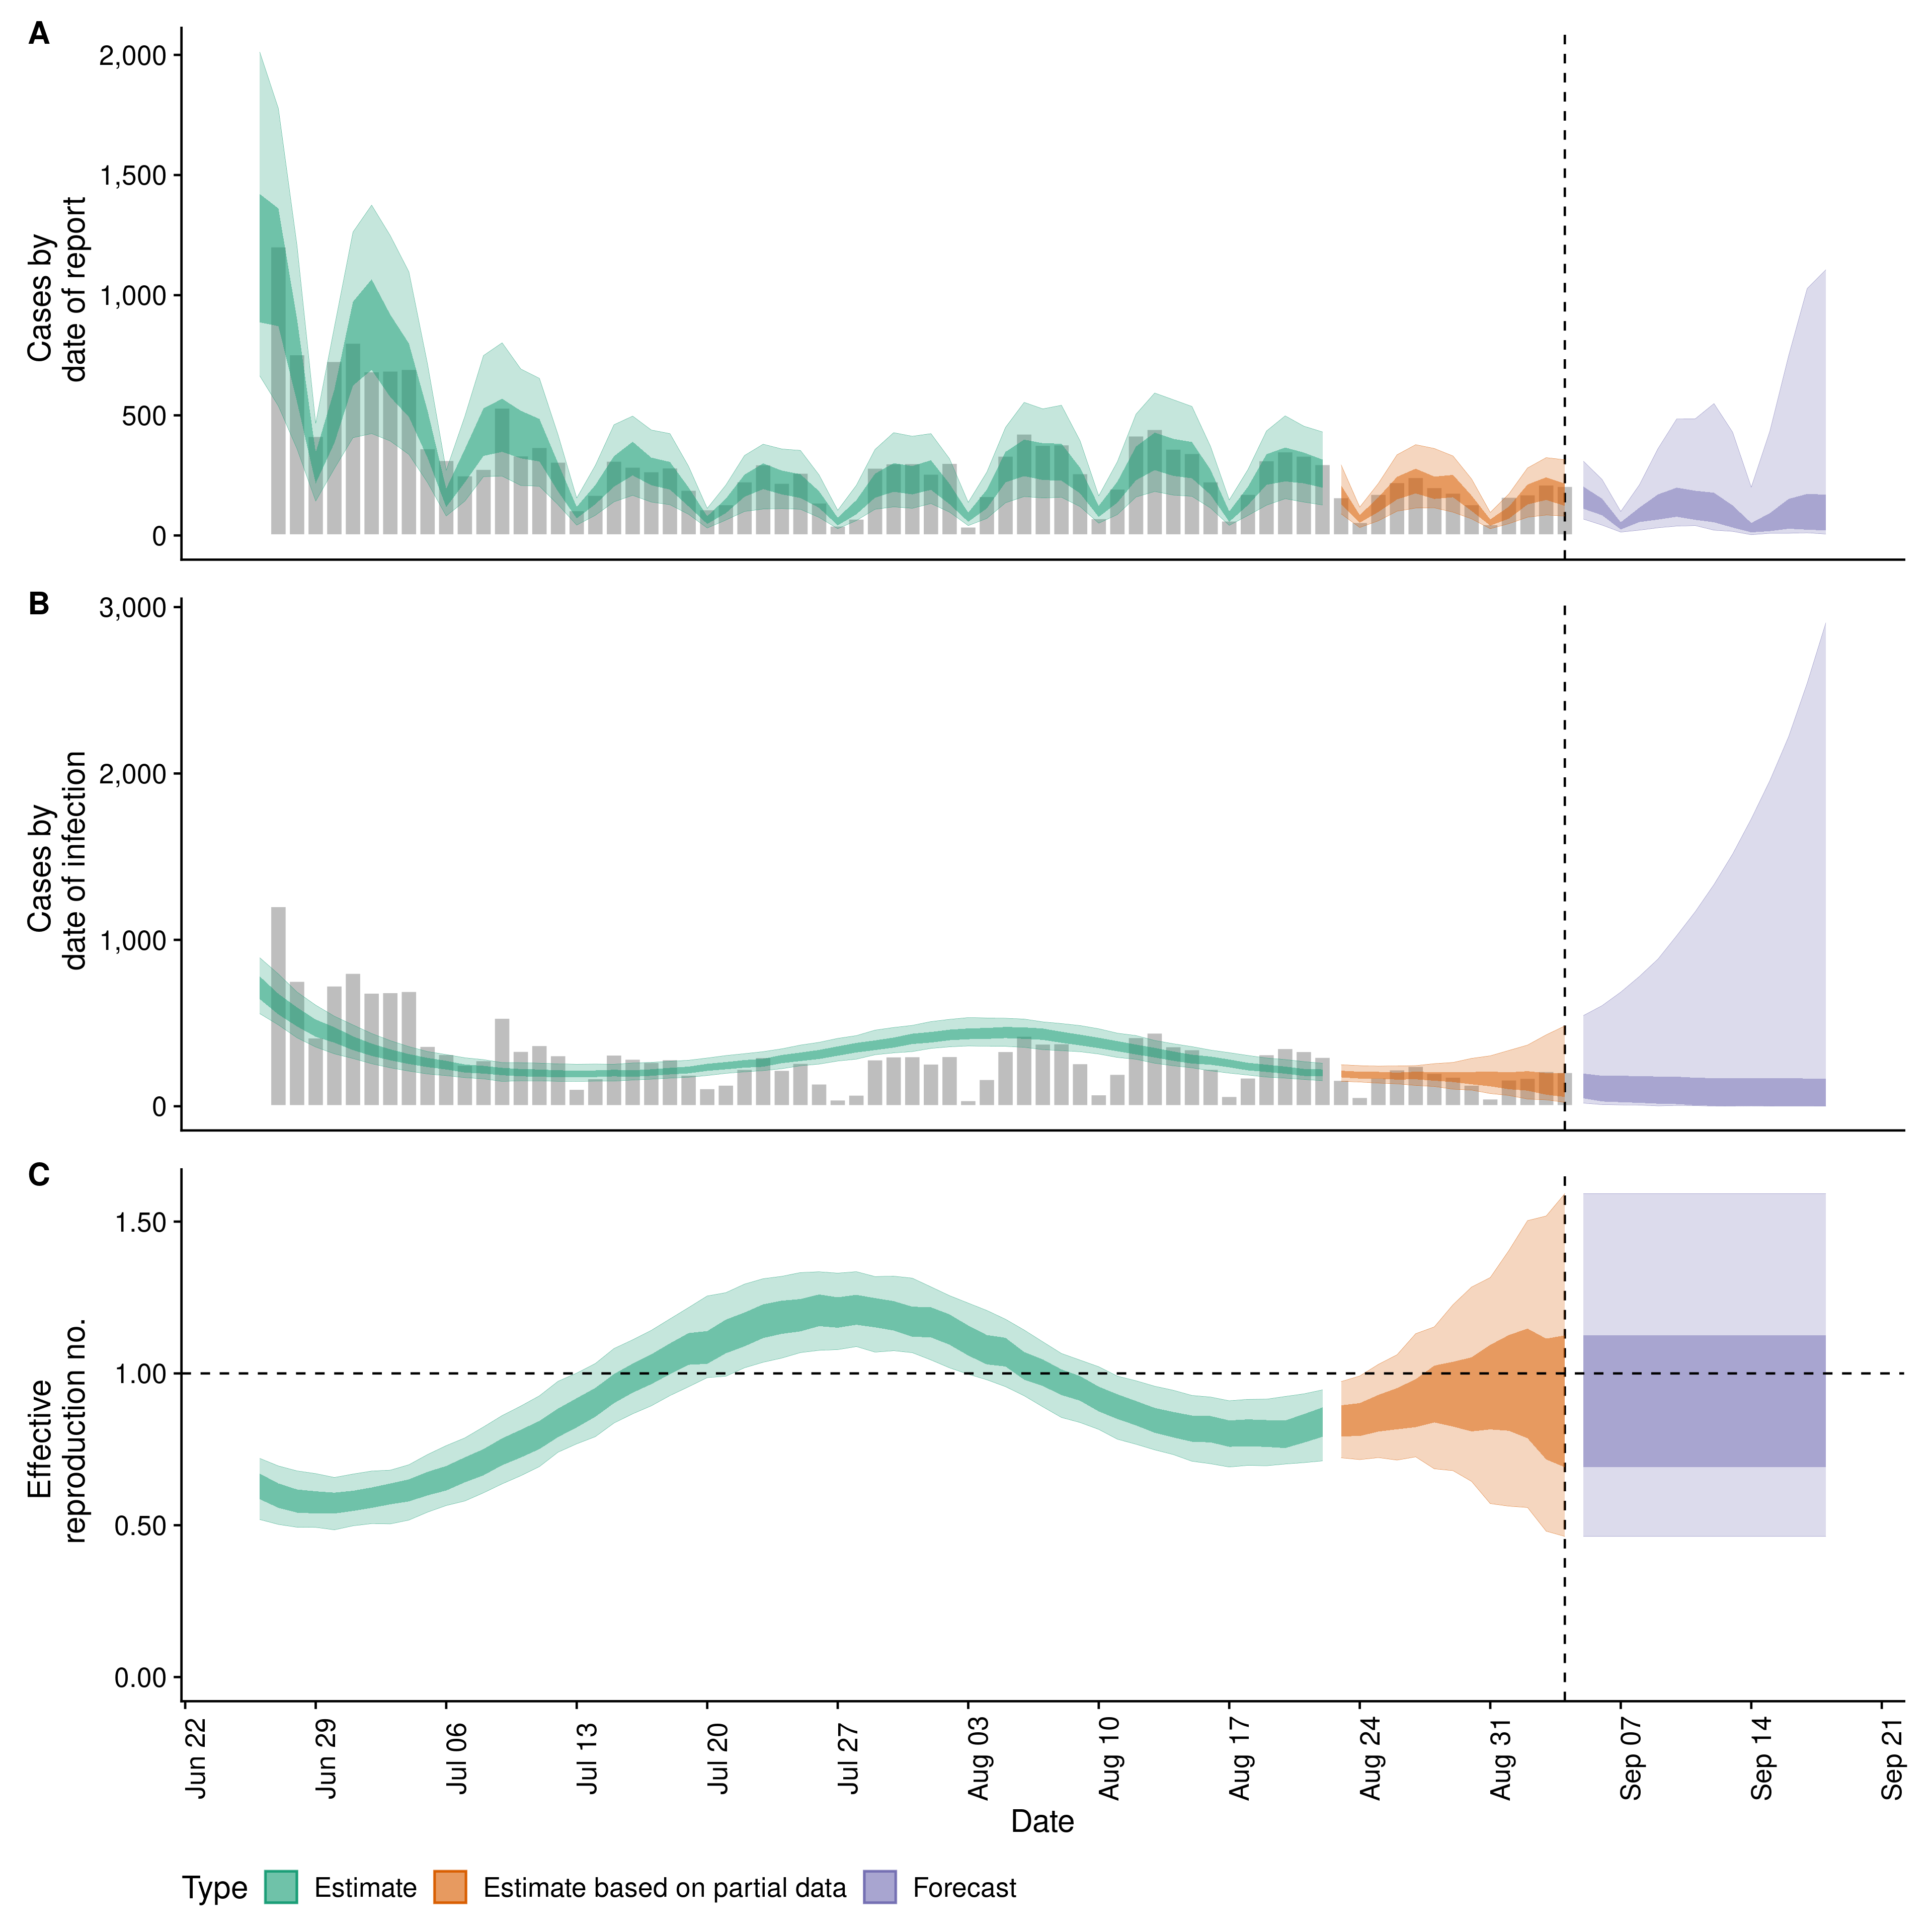 A
2,000
1,500
1,000
500
0
Cases by
date of report
B
3,000
2,000
1,000
0
Cases by
date of infection
C
1.50
1.00
0.50
0.00
Effective
reproduction no.
Jun 22
Jun 29
Jul 06
Jul 13
Jul 20
Jul 27
Aug 03
Aug 10
Aug 17
Aug 24
Aug 31
Sep 07
Sep 14
Sep 21
Date
Type Estimate Estimate based on partial data Forecast